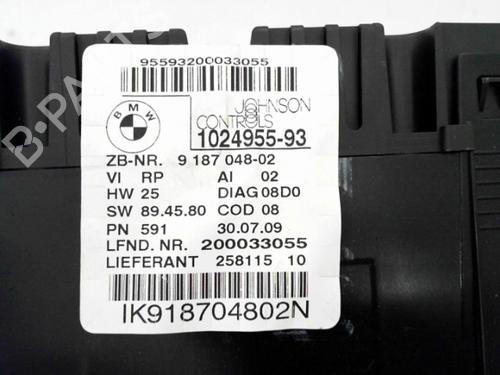 95593200033055
BMW
JOHNSON
CONTROLS
1024955-93
ZB-NR. 9 187 048-02
VI RP AI 02
HW 25 DIAG 08D0
SW 89.45.80 COD 08
PN 591 30.07.09
LFND. NR. 200033055
LIEFERANT 258115 10
IK918704802N
B-PARTS